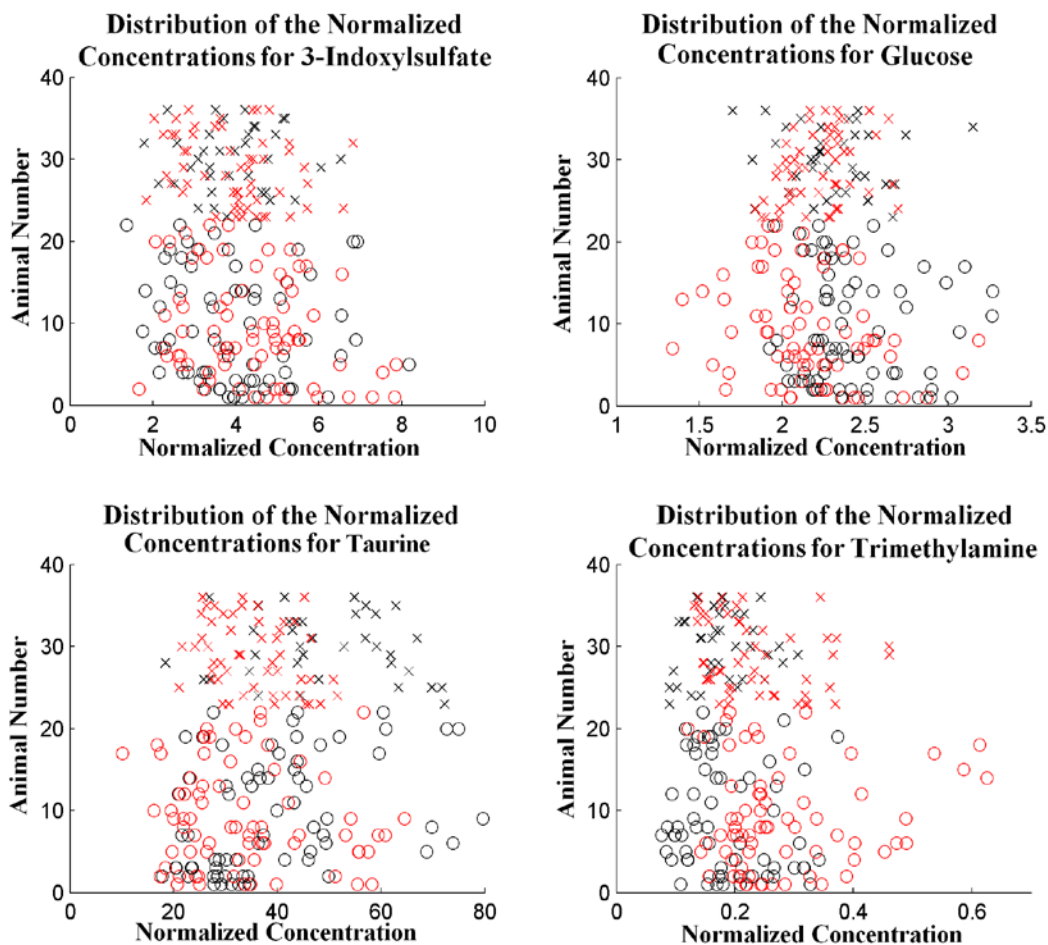 Distribution of the Normalized
Concentrations for 3-Indoxylsulfate
40
30
20
10
0
Animal Number
0 2 4 6 8 10
Normalized Concentration
Distribution of the Normalized
Concentrations for Glucose
40
30
20
10
0
Animal Number
1 1.5 2 2.5 3 3.5
Normalized Concentration
Distribution of the Normalized
Concentrations for Taurine
40
30
20
10
0
Animal Number
0 20 40 60 80
Normalized Concentration
Distribution of the Normalized
Concentrations for Trimethylamine
40
30
20
10
0
Animal Number
0 0.2 0.4 0.6
Normalized Concentration